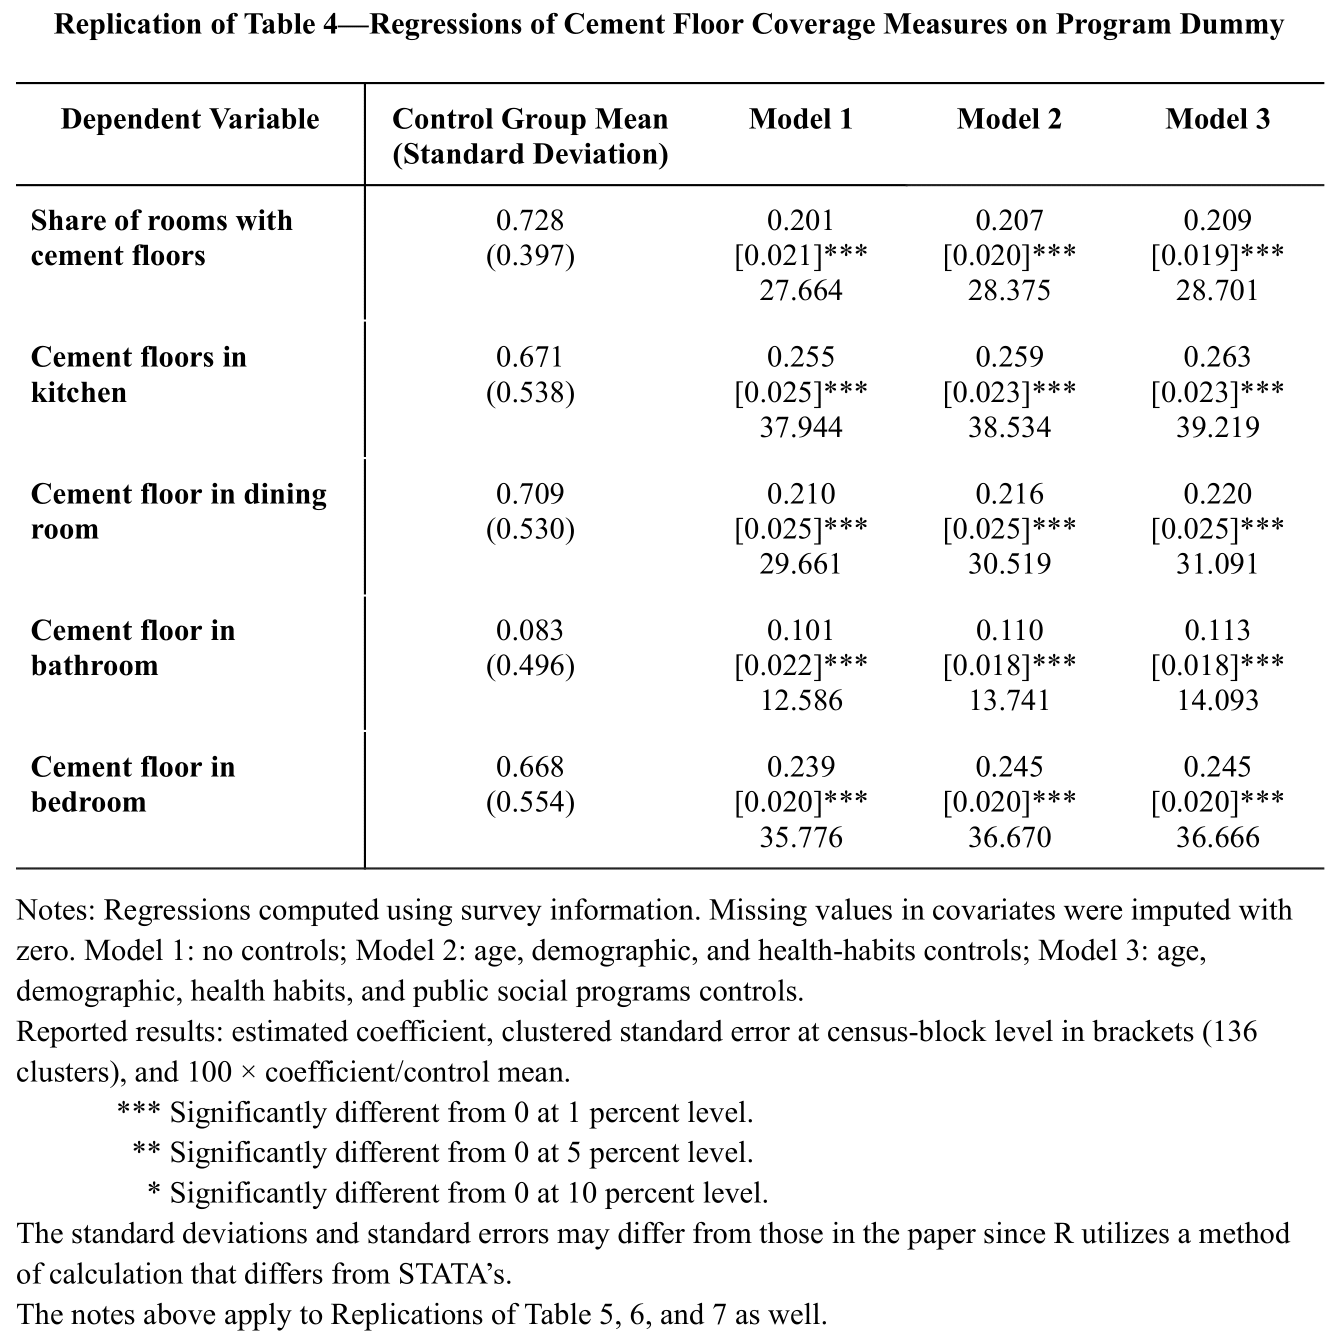 Replication of Table 4—Regressions of Cement Floor Coverage Measures on Program Dummy
Dependent Variable Control Group Mean (Standard Deviation) Model 1 Model 2 Model 3
Share of rooms with cement floors
0.728 0.201 0.207 0.209
(0.397) [0.021]*** [0.020]*** [0.019]***
27.664 28.375 28.701
Cement floors in kitchen
0.671 0.255 0.259 0.263
(0.538) [0.025]*** [0.023]*** [0.023]***
37.944 38.534 39.219
Cement floor in dining room
0.709 0.210 0.216 0.220
(0.530) [0.025]*** [0.025]*** [0.025]***
29.661 30.519 31.091
Cement floor in bathroom
0.083 0.101 0.110 0.113
(0.496) [0.022]*** [0.018]*** [0.018]***
12.586 13.741 14.093
Cement floor in bedroom
0.668 0.239 0.245 0.245
(0.554) [0.020]*** [0.020]*** [0.020]***
35.776 36.670 36.666
Notes: Regressions computed using survey information. Missing values in covariates were imputed with
zero. Model 1: no controls; Model 2: age, demographic, and health-habits controls; Model 3: age,
demographic, health habits, and public social programs controls.
Reported results: estimated coefficient, clustered standard error at census-block level in brackets (136
clusters), and 100 × coefficient/control mean.
*** Significantly different from 0 at 1 percent level.
** Significantly different from 0 at 5 percent level.
* Significantly different from 0 at 10 percent level.
The standard deviations and standard errors may differ from those in the paper since R utilizes a method
of calculation that differs from STATA’s.
The notes above apply to Replications of Table 5, 6, and 7 as well.